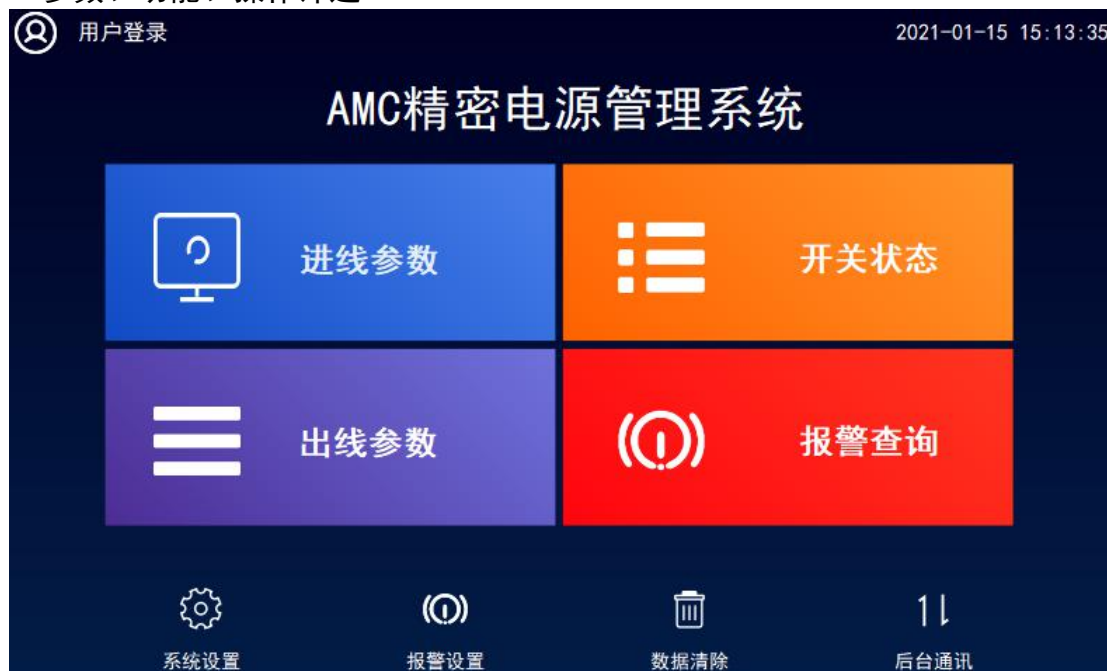 用户登录 2021-01-15 15:13:35
AMC精密电源管理系统
进线参数 开关状态
出线参数 报警查询
系统设置 报警设置 数据清除 后台通讯